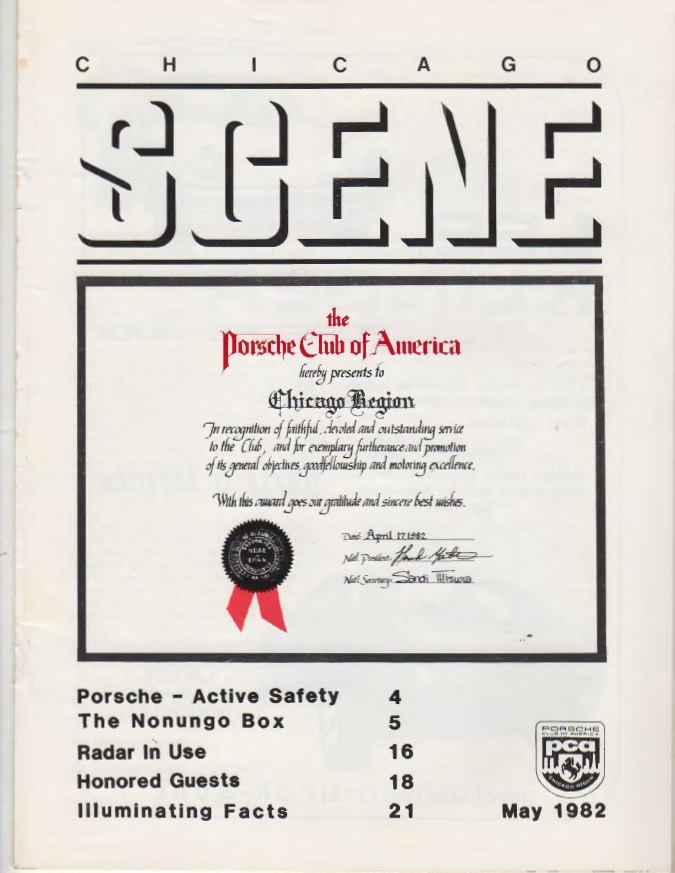 CHICAGO
SCENE
the
Porsche Club of America
hereby presents to
Chicago Region
In recognition of faithful, devoted and outstanding service
to the Club, and for exemplary furtherance and promotion
of its general objectives, goodfellowship and motoring excellence.
With this award goes our gratitude and sincere best wishes.
Date: April 17 1982
Nat'l President:
Nat'l Secretary: Sandi Misura
Porsche - Active Safety 4
The Nonungo Box 5
Radar In Use 16
Honored Guests 18
Illuminating Facts 21
PORSCHE
CLUB OF AMERICA
pca
CHICAGO REGION
May 1982